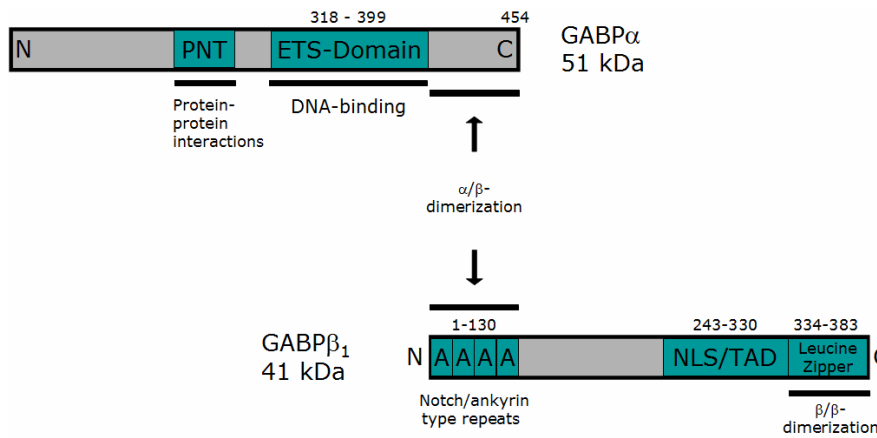 318 - 399
454
N
PNT
ETS-Domain
C
GABPα
51 kDa
Protein-
protein
interactions
DNA-binding
α/β-
dimerization
1-130
243-330
334-383
GABPβ₁
41 kDa
N
A A A A
NLS/TAD
Leucine
Zipper
C
Notch/ankyrin
type repeats
β/β-
dimerization